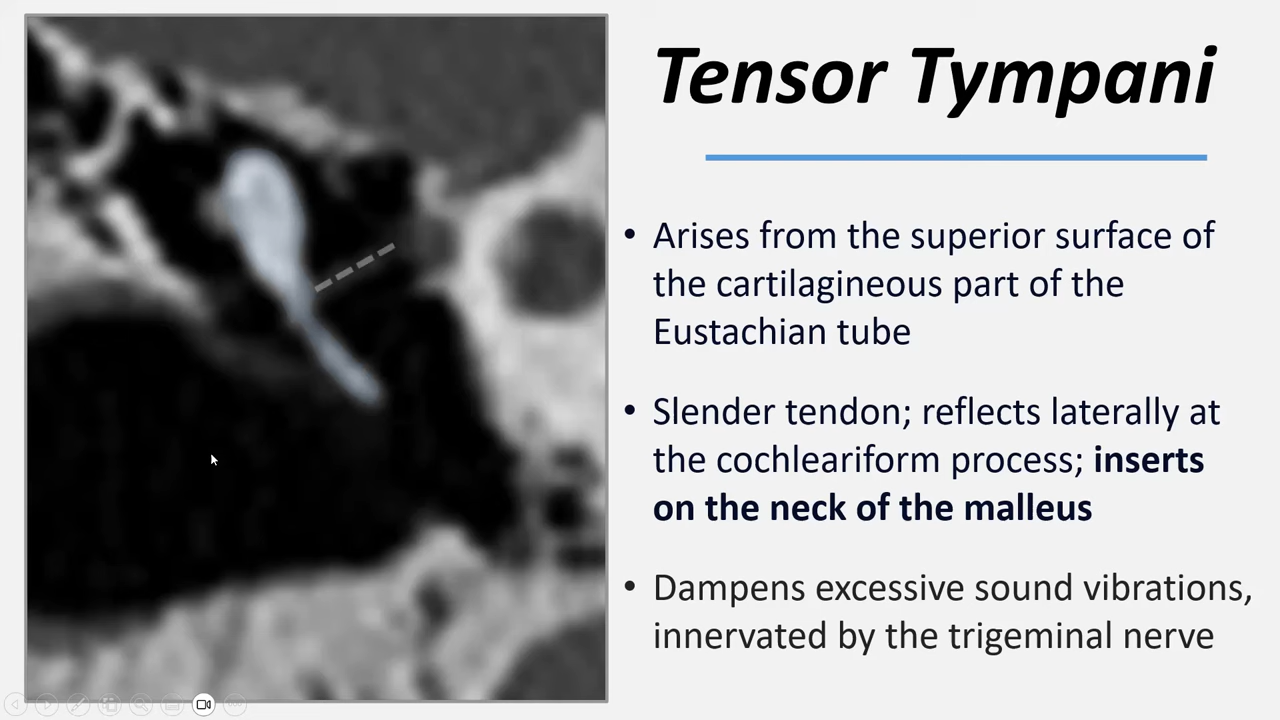 Tensor Tympani
• Arises from the superior surface of
the cartilagineous part of the
Eustachian tube
• Slender tendon; reflects laterally at
the cochleariform process; inserts
on the neck of the malleus
• Dampens excessive sound vibrations,
innervated by the trigeminal nerve